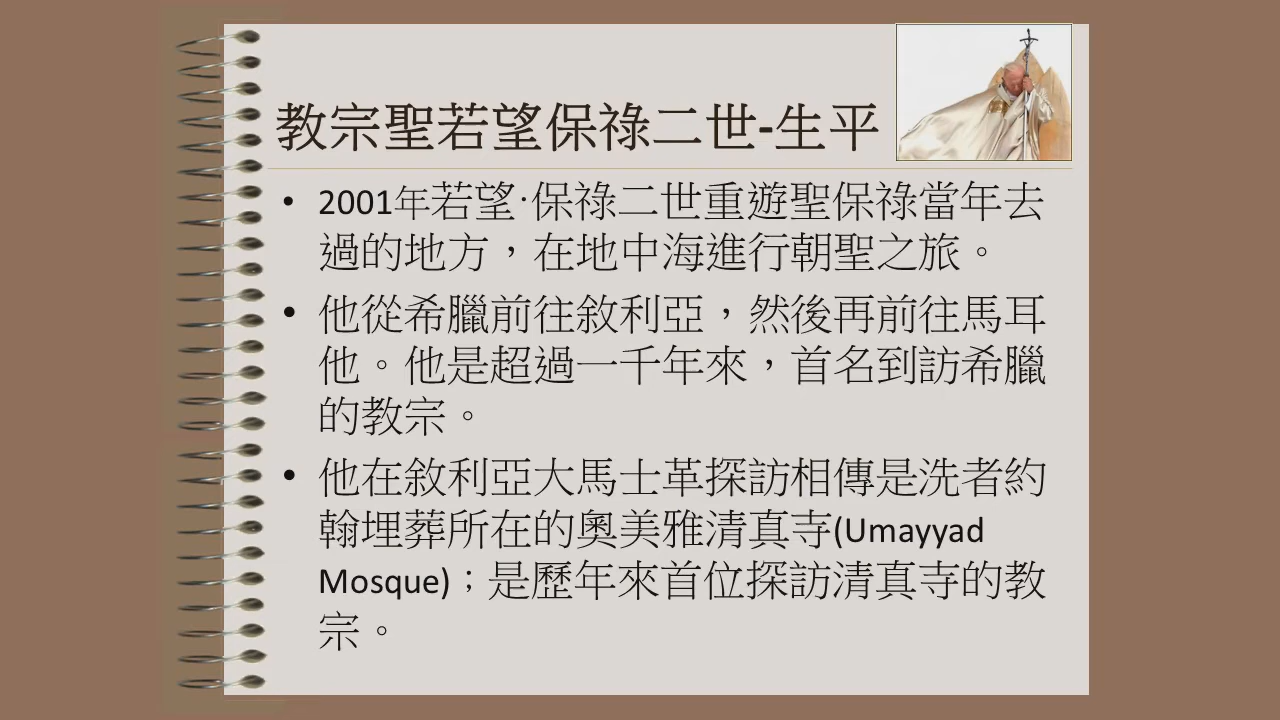 教宗聖若望保祿二世-生平
• 2001年若望·保祿二世重遊聖保祿當年去
過的地方，在地中海進行朝聖之旅。
• 他從希臘前往敘利亞，然後再前往馬耳
他。他是超過一千年來，首名到訪希臘
的教宗。
• 他在敘利亞大馬士革探訪相傳是洗者約
翰埋葬所在的奧美雅清真寺(Umayyad
Mosque)；是歷年來首位探訪清真寺的教
宗。